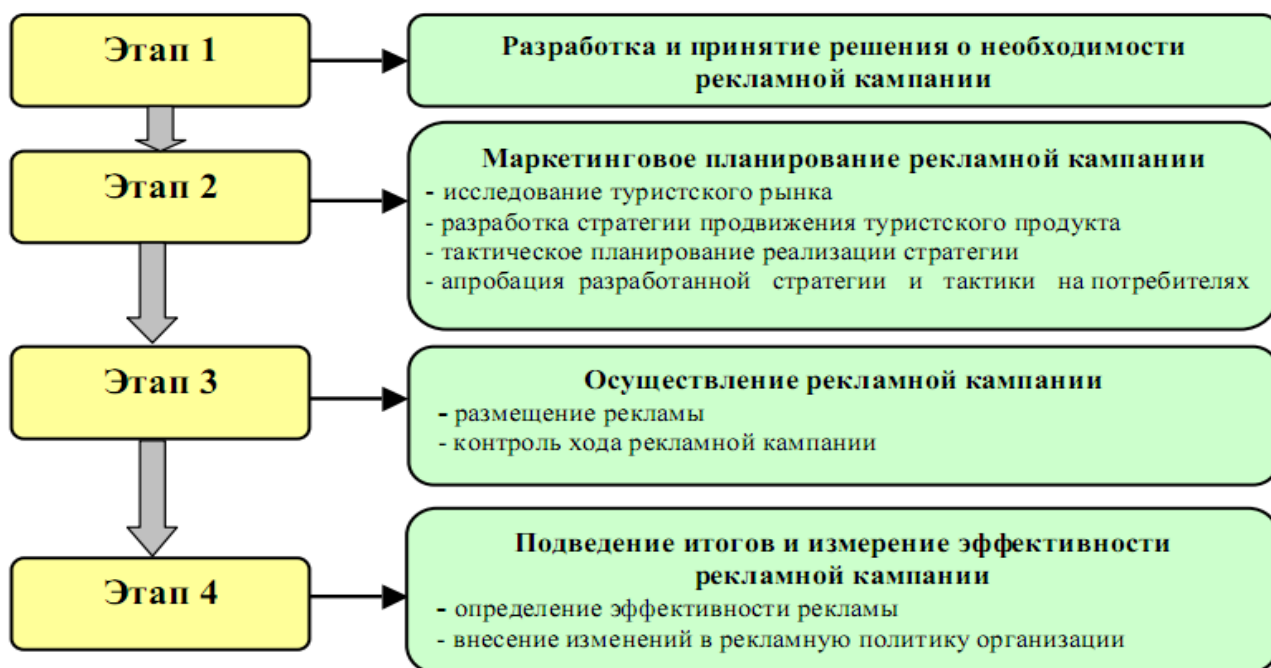 Этап 1
Разработка и принятие решения о необходимости
рекламной кампании
Этап 2
Маркетинговое планирование рекламной кампании
- исследование туристского рынка
- разработка стратегии продвижения туристского продукта
- тактическое планирование реализации стратегии
- апробация разработанной стратегии и тактики на потребителях
Этап 3
Осуществление рекламной кампании
- размещение рекламы
- контроль хода рекламной кампании
Этап 4
Подведение итогов и измерение эффективности
рекламной кампании
- определение эффективности рекламы
- внесение изменений в рекламную политику организации